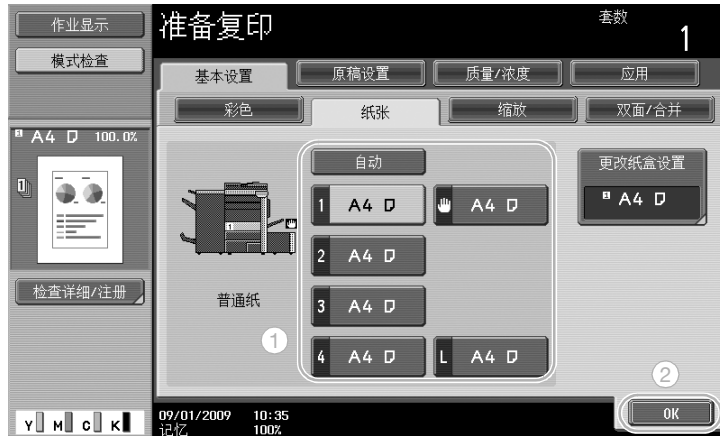 作业显示
模式检查
准备复印
套数
1
基本设置
原稿设置
质量/浓度
应用
彩色
纸张
缩放
双面/合并
A4 100.0%
1
自动
更改纸盒设置
1 A4
A4
A4
2 A4
3 A4
4 A4
L A4
1
普通纸
检查详细/注册
1
2
OK
Y M C K
09/01/2009 10:35
记忆 100%